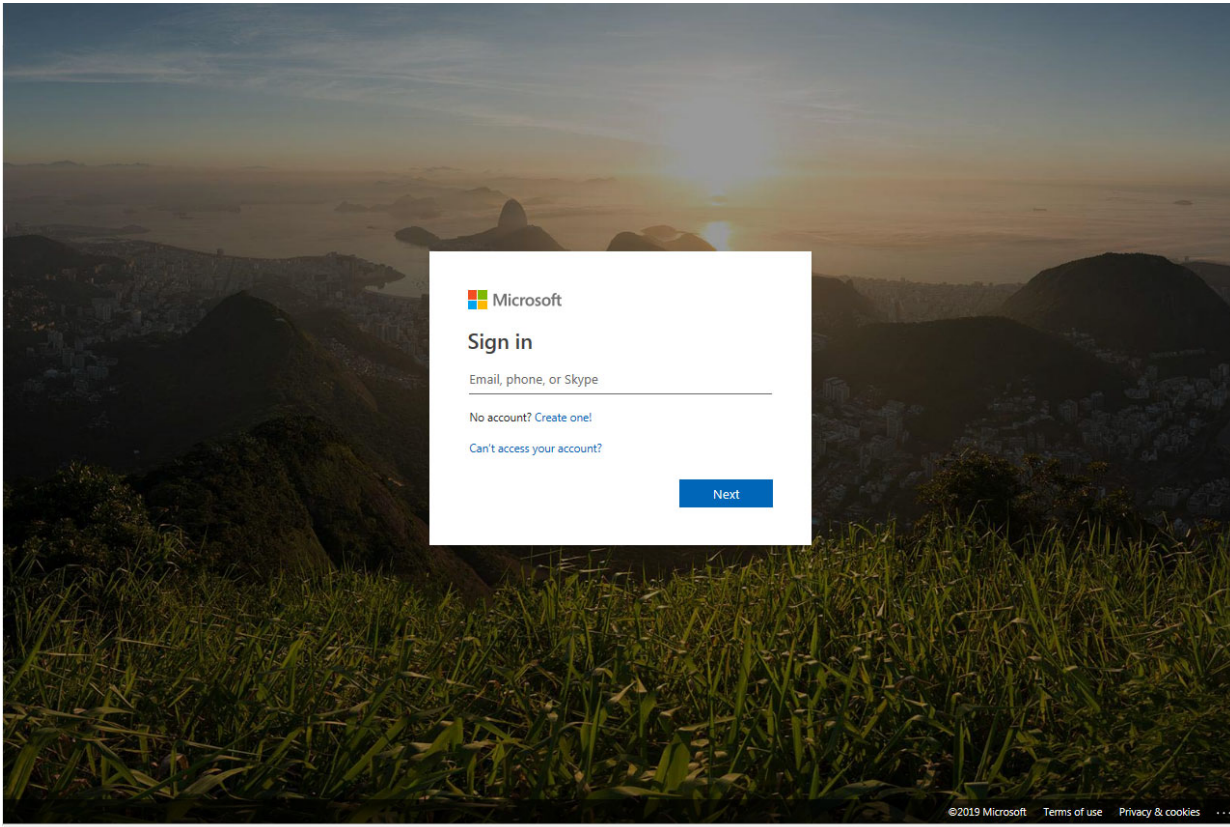 Microsoft
Sign in
Email, phone, or Skype
No account? Create one!
Can't access your account?
Next
©2019 Microsoft Terms of use Privacy & cookies ...